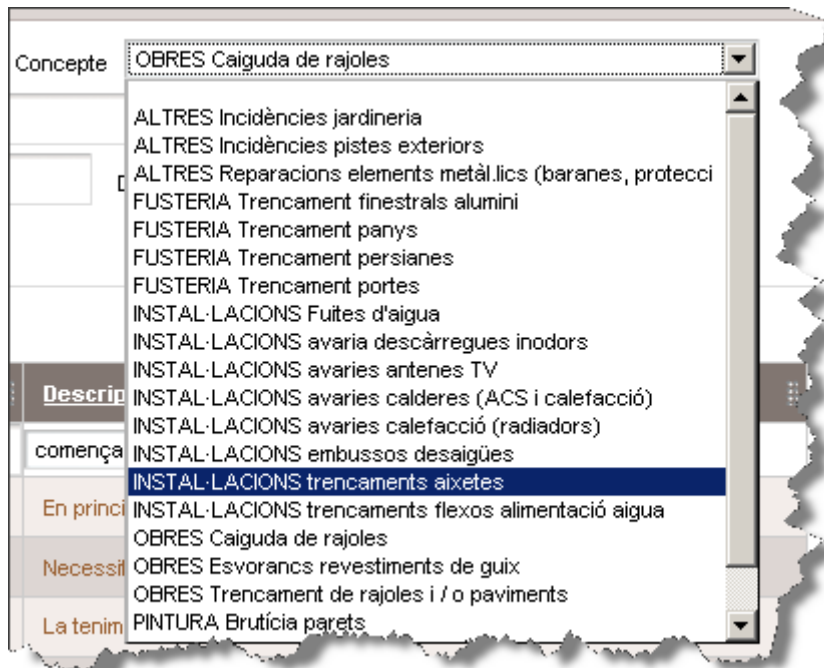 Concepte OBRES Caiguda de rajoles
ALTRES Incidències jardineria
ALTRES Incidències pistes exteriors
ALTRES Reparacions elements metàl.lics (baranes, protecci
FUSTERIA Trencament finestrals alumini
FUSTERIA Trencament panys
FUSTERIA Trencament persianes
FUSTERIA Trencament portes
INSTAL·LACIONS Fuites d'aigua
INSTAL·LACIONS avaria descàrregues inodors
INSTAL·LACIONS avaries antenes TV
INSTAL·LACIONS avaries calderes (ACS i calefacció)
Descrip
INSTAL·LACIONS avaries calefacció (radiadors)
comença
INSTAL·LACIONS embussos desaigües
INSTAL·LACIONS trencaments aixetes
En princi
INSTAL·LACIONS trencaments flexos alimentació aigua
OBRES Caiguda de rajoles
Necessit
OBRES Esvorancs revestiments de guix
OBRES Trencament de rajoles i / o paviments
La tenim
PINTURA Brutícia parets